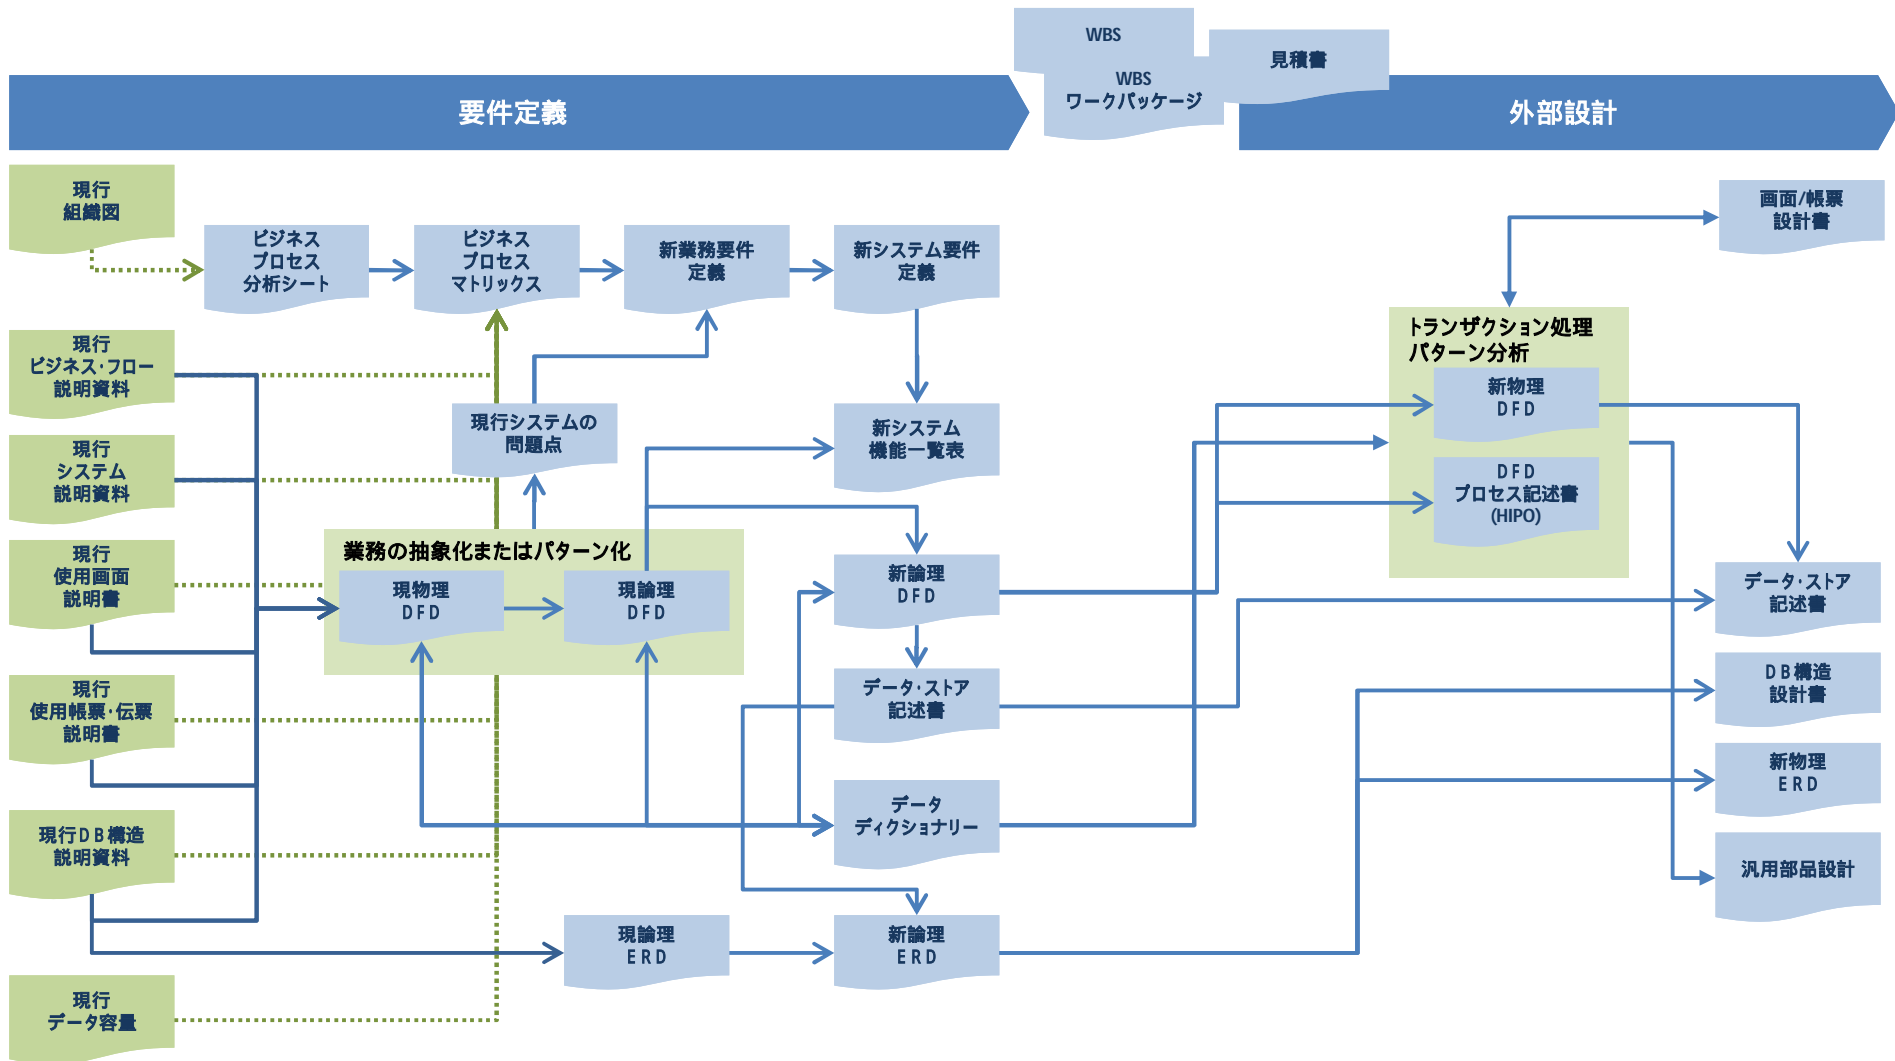 WBS
見積書
WBS
ワークパッケージ
要件定義
外部設計
現行
組織図
ビジネス
プロセス
分析シート
ビジネス
プロセス
マトリックス
新業務要件
定義
新システム要件
定義
画面/帳票
設計書
現行
ビジネス・フロー
説明資料
現行システムの
問題点
新システム
機能一覧表
トランザクション処理
パターン分析
新物理
DFD
DFD
プロセス記述書
(HIPO)
現行
システム
説明資料
現行
使用画面
説明書
業務の抽象化またはパターン化
現物理
DFD
現論理
DFD
新論理
DFD
データ・ストア
記述書
現行
使用帳票・伝票
説明書
データ・ストア
記述書
DB構造
設計書
新物理
ERD
データ
ディクショナリー
現行DB構造
説明資料
汎用部品設計
現論理
ERD
新論理
ERD
現行
データ容量